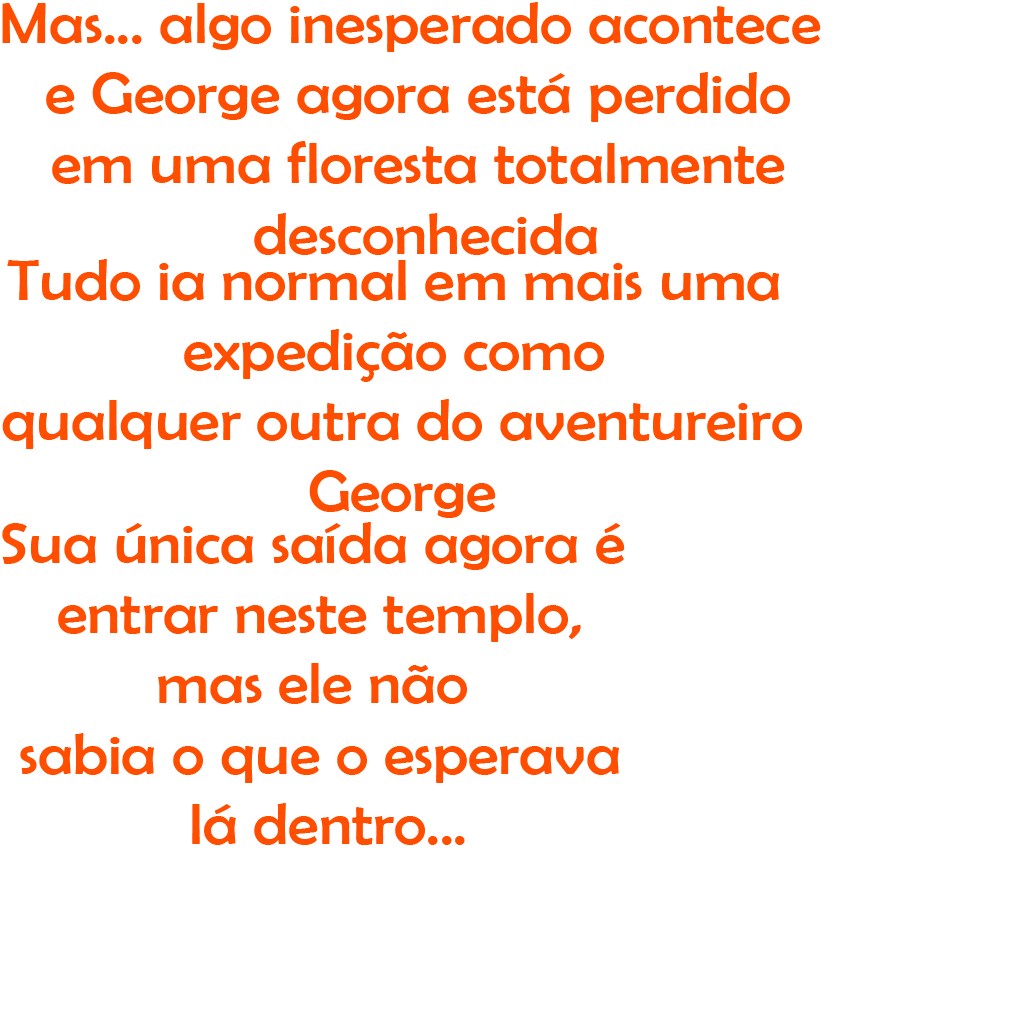 Mas... algo inesperado acontece
e George agora está perdido
em uma floresta totalmente
desconhecida
Tudo ia normal em mais uma
expedição como
qualquer outra do aventureiro
George
Sua única saída agora é
entrar neste templo,
mas ele não
sabia o que o esperava
lá dentro...